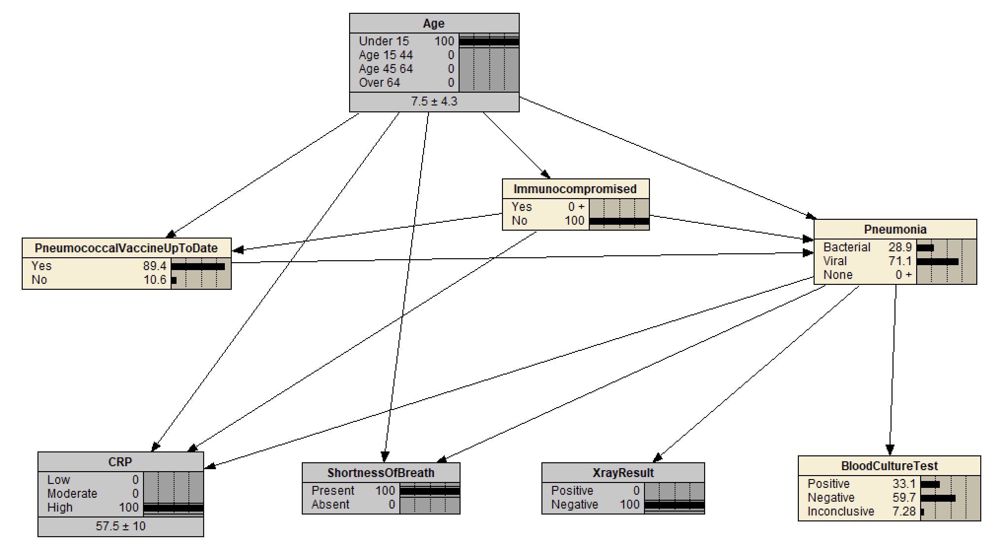 Age
Under 15 100
Age 15 44 0
Age 45 64 0
Over 64 0
7.5 ± 4.3
Immunocompromised
Yes 0 +
No 100
Pneumonia
Bacterial 28.9
Viral 71.1
None 0 +
PneumococcalVaccineUpToDate
Yes 89.4
No 10.6
CRP
Low 0
Moderate 0
High 100
57.5 ± 10
ShortnessOfBreath
Present 100
Absent 0
XrayResult
Positive 0
Negative 100
BloodCultureTest
Positive 33.1
Negative 59.7
Inconclusive 7.28